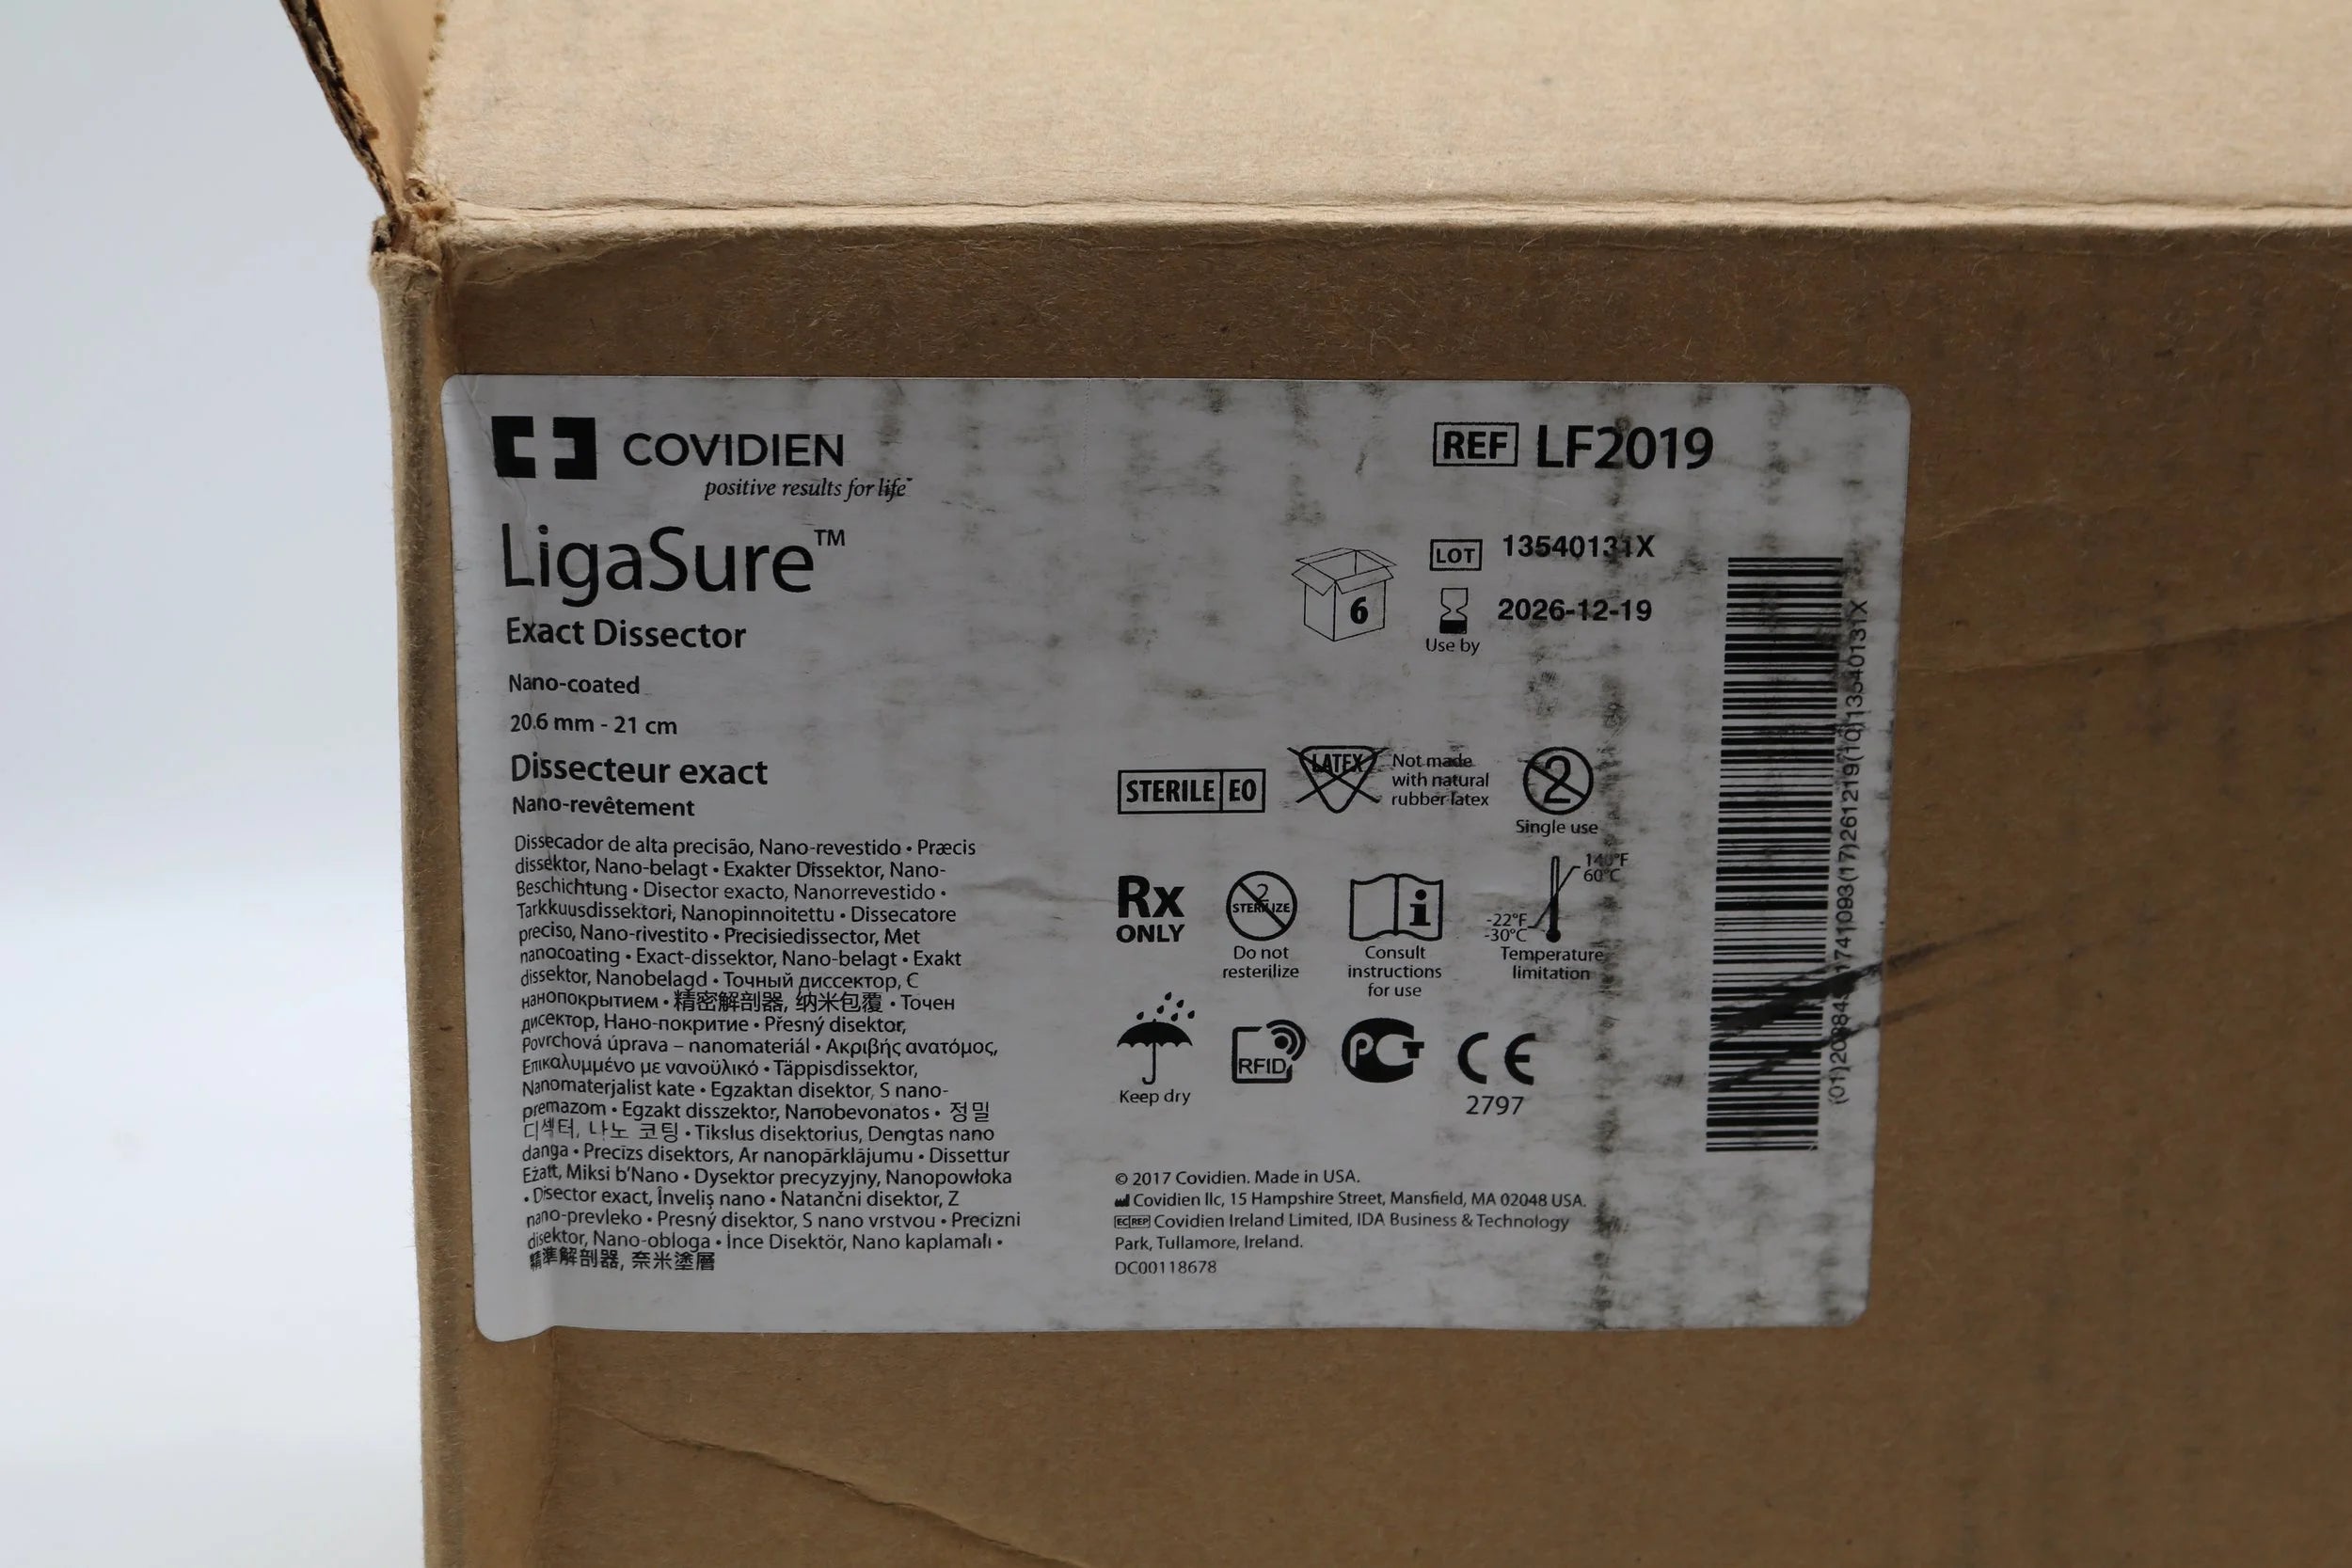 COVIDIEN
positive results for life™
LigaSure™
Exact Dissector
Nano-coated
20.6 mm - 21 cm
Dissecteur exact
Nano-revêtement
Dissecador de alta precisão, Nano-revestido • Præcis
dissektor, Nano-belagt • Exakter Dissektor, Nano-
Beschichtung • Disector exacto, Nanorrevestido •
Tarkkuusdissektori, Nanopinnoitettu • Dissecatore
preciso, Nano-rivestito • Precisiedissector, Met
nanocoating • Exact-dissektor, Nano-belagt • Exakt
dissektor, Nanobelagd • Точный диссектор, С
нанопокрытием • 精密解剖器, 纳米包覆 • Точен
дисектор, Нано-покритие • Přesný disektor,
Povrchová úprava – nanomateriál • Ακριβής ανατόμος,
Επικαλυμμένο με νανοϋλικό • Täppisdissektor,
Nanomaterjalist kate • Egzaktan disektor, S nano-
premazom • Egzakt disszektor, Nanobevonatos • 정밀
디섹터, 나노 코팅 • Tikslus disektorius, Dengtas nano
danga • Precīzs disektors, Ar nanopārklājumu • Dissettur
Eżatt, Miksi b'Nano • Dysektor precyzyjny, Nanopowłoka
• Disector exact, Înveliş nano • Natančni disektor, Z
nano-prevleko • Presný disektor, S nano vrstvou • Precizni
disektor, Nano-obloga • İnce Disektör, Nano kaplamalı •
精準解剖器, 奈米塗層
REF LF2019
6
LOT 13540131X
2026-12-19
Use by
STERILE EO
LATEX
Not made
with natural
rubber latex
2
Single use
Rx
ONLY
2
STERILIZE
Do not
resterilize
i
Consult
instructions
for use
140°F
60°C
-22°F
-30°C
Temperature
limitation
Keep dry
RFID
РСТ
CE
2797
© 2017 Covidien. Made in USA.
Covidien llc, 15 Hampshire Street, Mansfield, MA 02048 USA.
EC REP Covidien Ireland Limited, IDA Business & Technology
Park, Tullamore, Ireland.
DC00118678